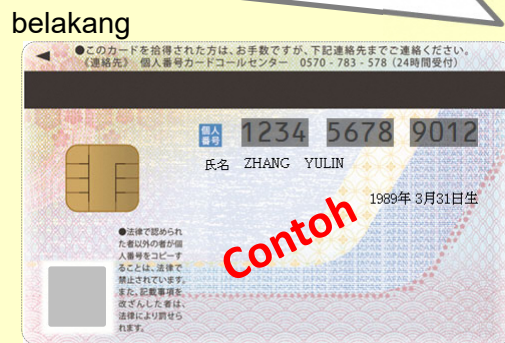 belakang
●このカードを拾得された方は、お手数ですが、下記連絡先までご連絡ください。
《連絡先》 個人番号カードコールセンター 0570-783-578 (24時間受付)
個人
番号
1234 5678 9012
氏名 ZHANG YULIN
1989年 3月31日生
Contoh
●法律で認められ
た者以外の者が個
人番号をコピーす
ることは、法律で
禁止されています。
また、記載事項を
改ざんした者は、
法律により罰せら
れます。